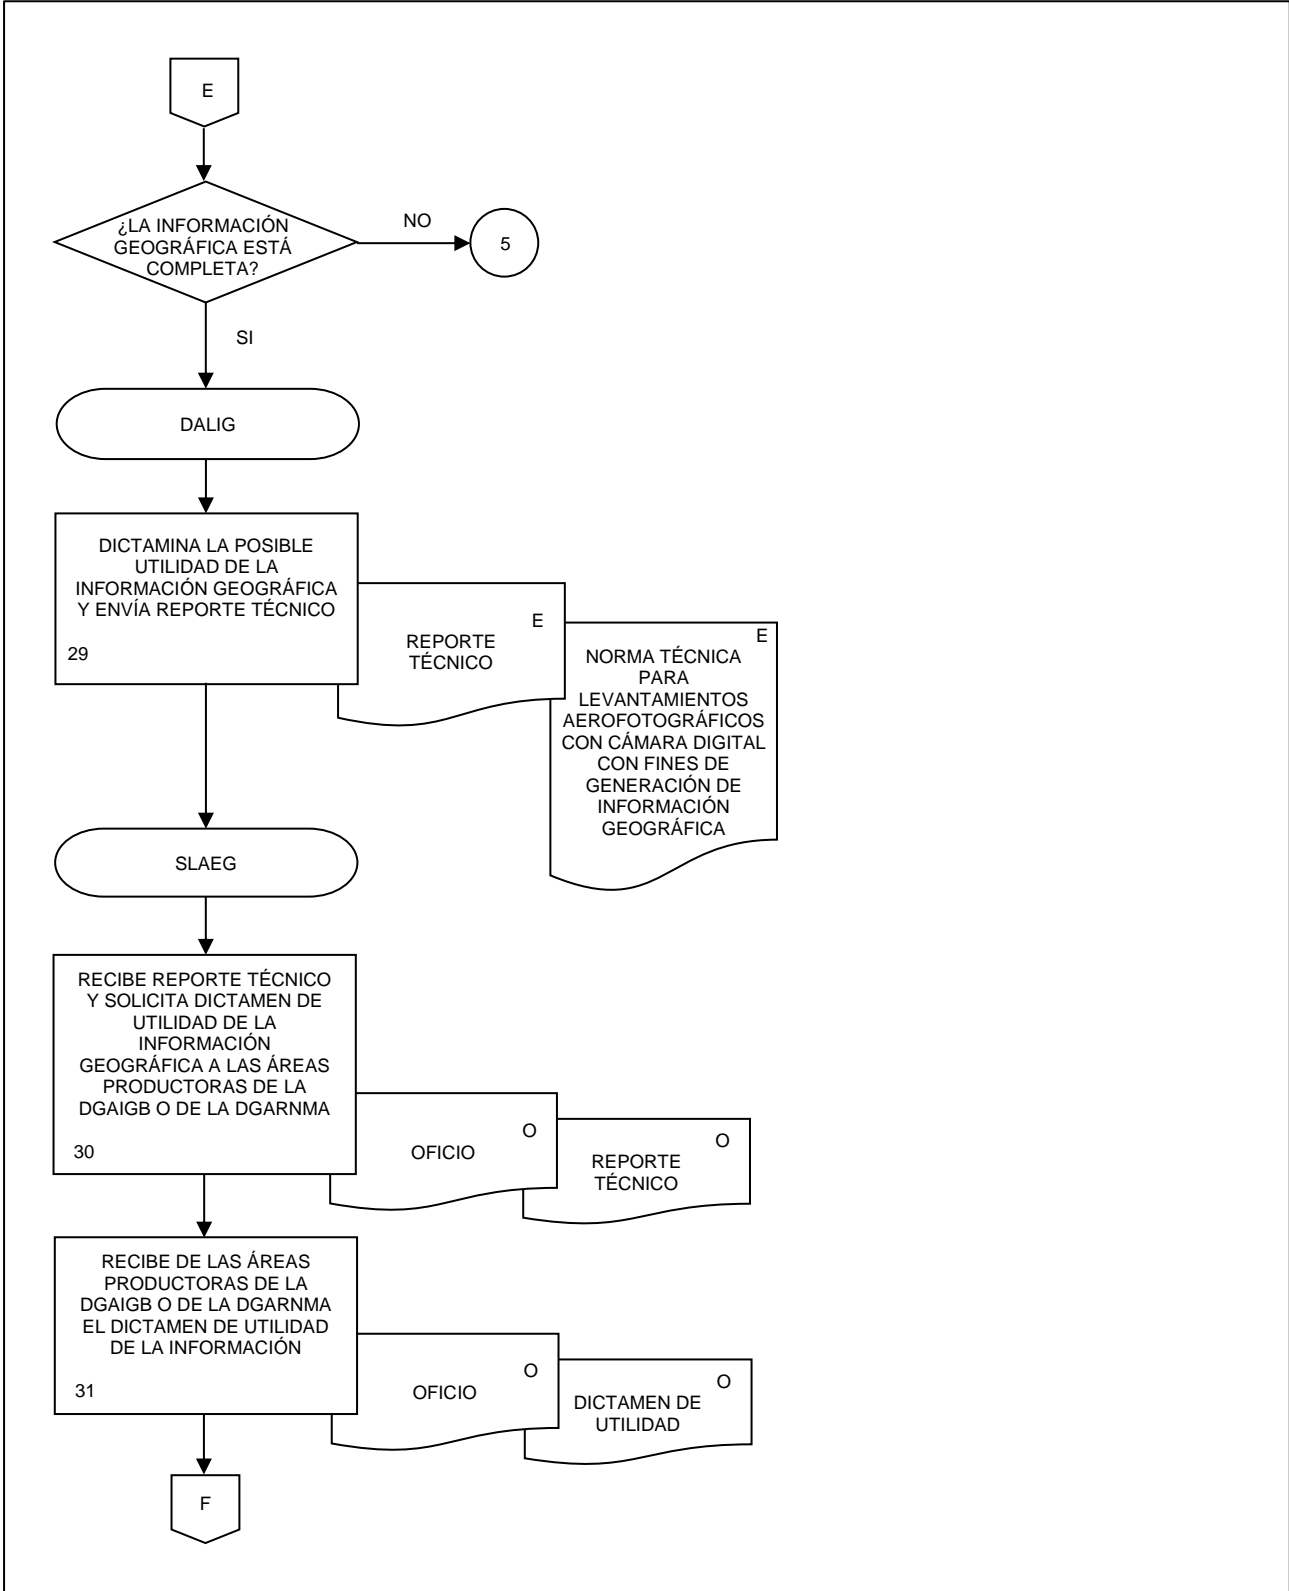 E
¿LA INFORMACIÓN
GEOGRÁFICA ESTÁ
COMPLETA?
NO
5
SI
DALIG
DICTAMINA LA POSIBLE
UTILIDAD DE LA
INFORMACIÓN GEOGRÁFICA
Y ENVÍA REPORTE TÉCNICO
29
E
REPORTE
TÉCNICO
E
NORMA TÉCNICA
PARA
LEVANTAMIENTOS
AEROFOTOGRÁFICOS
CON CÁMARA DIGITAL
CON FINES DE
GENERACIÓN DE
INFORMACIÓN
GEOGRÁFICA
SLAEG
RECIBE REPORTE TÉCNICO
Y SOLICITA DICTAMEN DE
UTILIDAD DE LA
INFORMACIÓN
GEOGRÁFICA A LAS ÁREAS
PRODUCTORAS DE LA
DGAIGB O DE LA DGARNMA
30
O
OFICIO
O
REPORTE
TÉCNICO
RECIBE DE LAS ÁREAS
PRODUCTORAS DE LA
DGAIGB O DE LA DGARNMA
EL DICTAMEN DE UTILIDAD
DE LA INFORMACIÓN
31
O
OFICIO
O
DICTAMEN DE
UTILIDAD
F